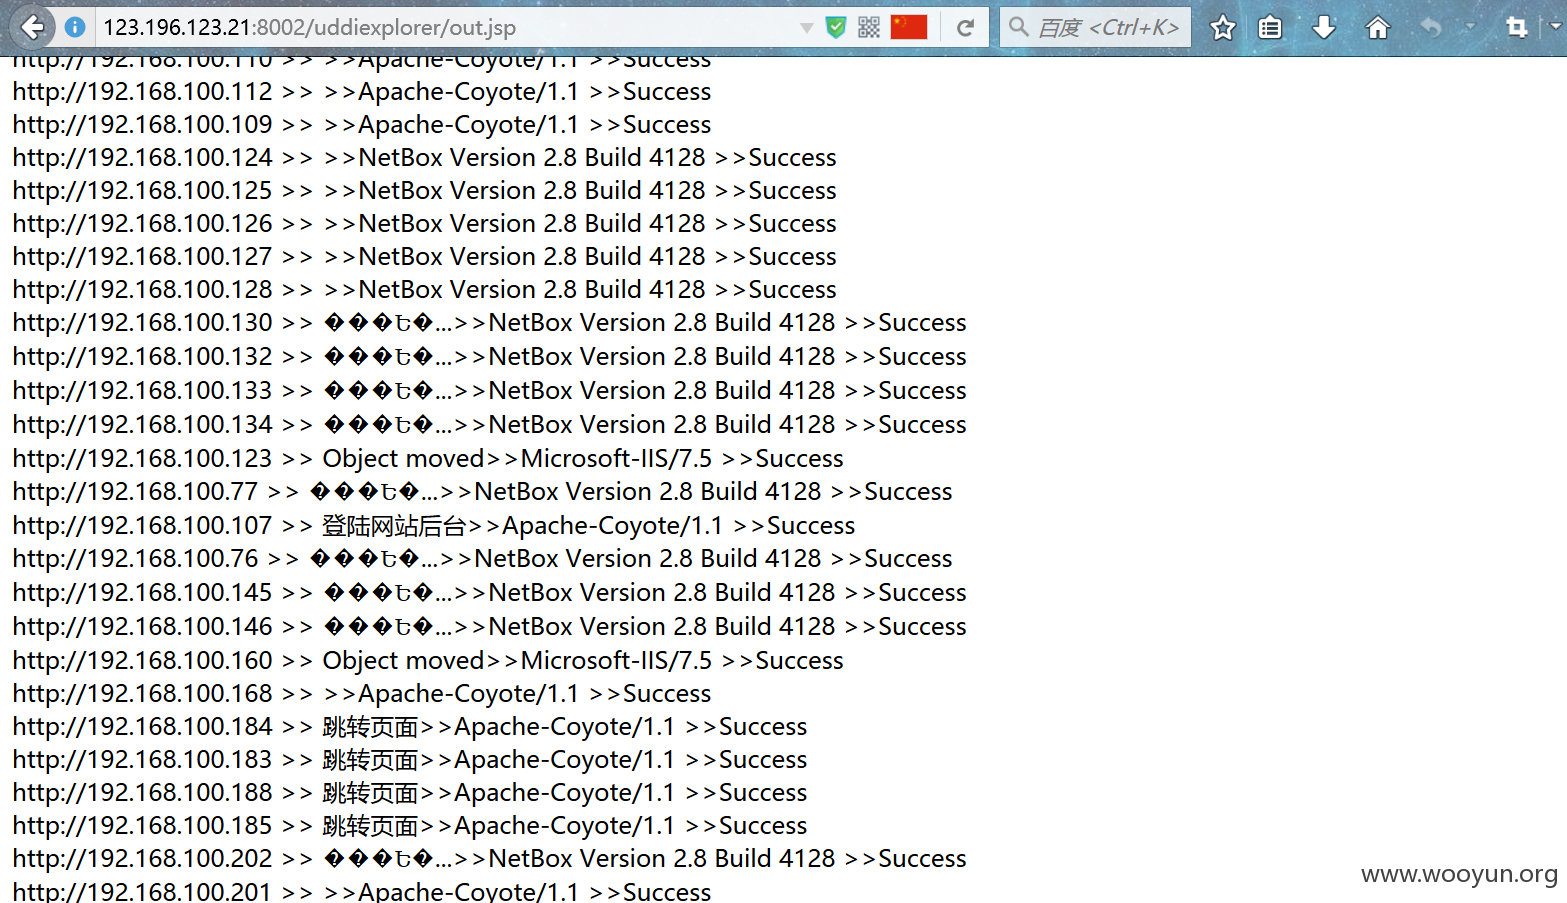 123.196.123.21:8002/uddiexplorer/out.jsp
百度 <Ctrl+K>
http://192.168.100.110 >> >>Apache-Coyote/1.1 >>Success
http://192.168.100.112 >> >>Apache-Coyote/1.1 >>Success
http://192.168.100.109 >> >>Apache-Coyote/1.1 >>Success
http://192.168.100.124 >> >>NetBox Version 2.8 Build 4128 >>Success
http://192.168.100.125 >> >>NetBox Version 2.8 Build 4128 >>Success
http://192.168.100.126 >> >>NetBox Version 2.8 Build 4128 >>Success
http://192.168.100.127 >> >>NetBox Version 2.8 Build 4128 >>Success
http://192.168.100.128 >> >>NetBox Version 2.8 Build 4128 >>Success
http://192.168.100.130 >> ���Ե�...>>NetBox Version 2.8 Build 4128 >>Success
http://192.168.100.132 >> ���Ե�...>>NetBox Version 2.8 Build 4128 >>Success
http://192.168.100.133 >> ���Ե�...>>NetBox Version 2.8 Build 4128 >>Success
http://192.168.100.134 >> ���Ե�...>>NetBox Version 2.8 Build 4128 >>Success
http://192.168.100.123 >> Object moved>>Microsoft-IIS/7.5 >>Success
http://192.168.100.77 >> ���Ե�...>>NetBox Version 2.8 Build 4128 >>Success
http://192.168.100.107 >> 登陆网站后台>>Apache-Coyote/1.1 >>Success
http://192.168.100.76 >> ���Ե�...>>NetBox Version 2.8 Build 4128 >>Success
http://192.168.100.145 >> ���Ե�...>>NetBox Version 2.8 Build 4128 >>Success
http://192.168.100.146 >> ���Ե�...>>NetBox Version 2.8 Build 4128 >>Success
http://192.168.100.160 >> Object moved>>Microsoft-IIS/7.5 >>Success
http://192.168.100.168 >> >>Apache-Coyote/1.1 >>Success
http://192.168.100.184 >> 跳转页面>>Apache-Coyote/1.1 >>Success
http://192.168.100.183 >> 跳转页面>>Apache-Coyote/1.1 >>Success
http://192.168.100.188 >> 跳转页面>>Apache-Coyote/1.1 >>Success
http://192.168.100.185 >> 跳转页面>>Apache-Coyote/1.1 >>Success
http://192.168.100.202 >> ���Ե�...>>NetBox Version 2.8 Build 4128 >>Success
http://192.168.100.201 >> >>Apache-Coyote/1.1 >>Success
www.wooyun.org